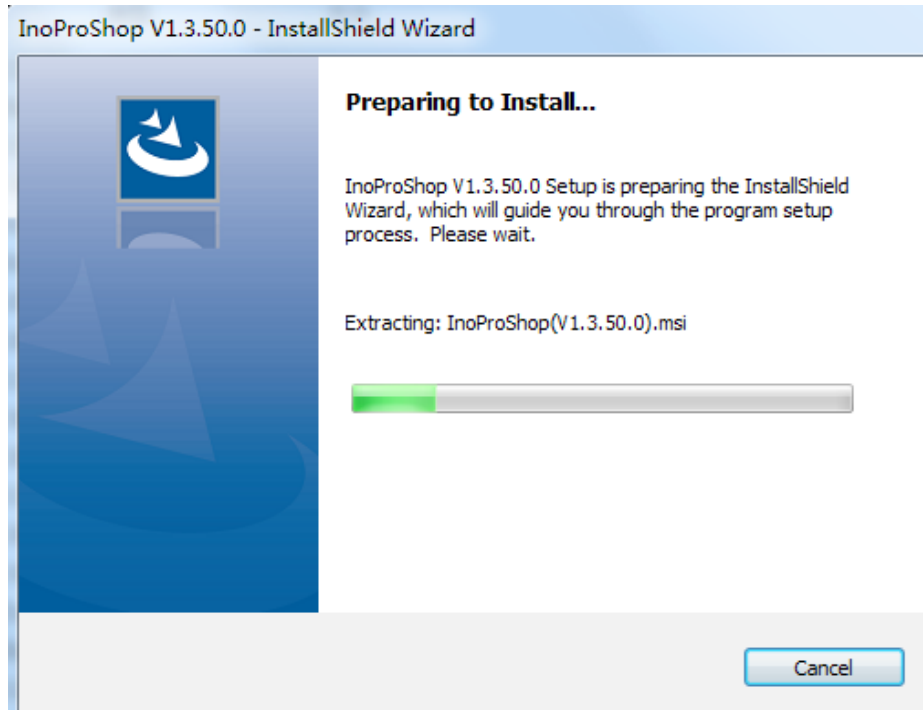 InoProShop V1.3.50.0 - InstallShield Wizard
Preparing to Install...
InoProShop V1.3.50.0 Setup is preparing the InstallShield
Wizard, which will guide you through the program setup
process. Please wait.
Extracting: InoProShop(V1.3.50.0).msi
Cancel